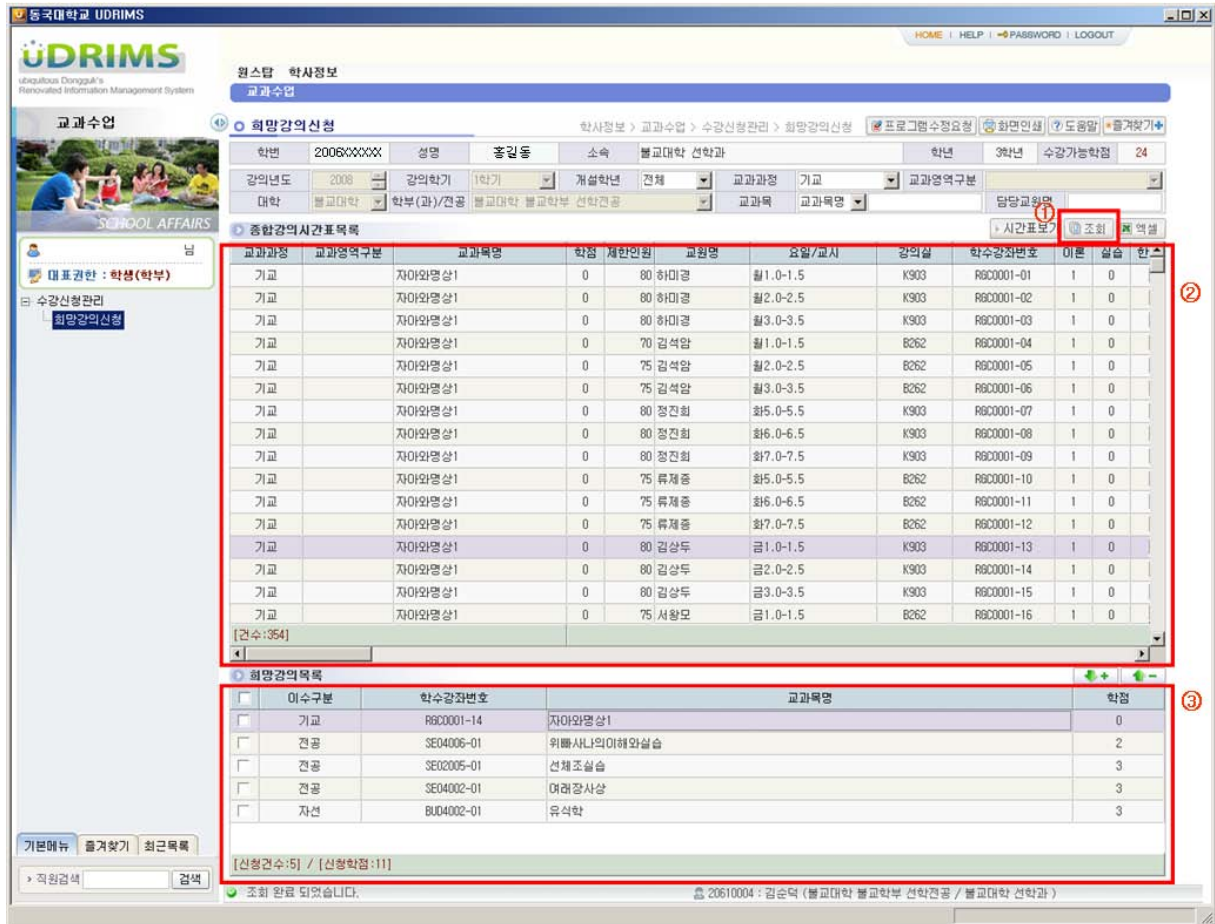 동국대학교 UDRIMS
HOME | HELP | PASSWORD | LOGOUT
UDRIMS
ubiquitous Dongguk's
Renovated Information Management System
원스탑 학사정보
교과수업
교과수업
희망강의신청
학사정보 > 교과수업 > 수강신청관리 > 희망강의신청
프로그램수정요청 화면인쇄 도움말 즐겨찾기
학번 2006XXXXXX 성명 홍길동 소속 불교대학 선학과 학년 3학년 수강가능학점 24
강의년도 2008 강의학기 1학기 개설학년 전체 교과과정 기교 교과영역구분
대학 불교대학 학부(과)/전공 불교대학 불교학부 선학전공 교과목 교과목명 담당교원명
SCHOOL AFFAIRS
①
종합강의시간표목록 시간표보기 조회 엑셀
님
대표권한 : 학생(학부)
수강신청관리
희망강의신청
교과과정 교과영역구분 교과목명 학점 제한인원 교원명 요일/교시 강의실 학수강좌번호 이론 실습 한
②
기교 자아와명상1 0 80 하미경 월1.0-1.5 K903 RGC0001-01 1 0
기교 자아와명상1 0 80 하미경 월2.0-2.5 K903 RGC0001-02 1 0
기교 자아와명상1 0 80 하미경 월3.0-3.5 K903 RGC0001-03 1 0
기교 자아와명상1 0 70 김석암 월1.0-1.5 B262 RGC0001-04 1 0
기교 자아와명상1 0 75 김석암 월2.0-2.5 B262 RGC0001-05 1 0
기교 자아와명상1 0 75 김석암 월3.0-3.5 B262 RGC0001-06 1 0
기교 자아와명상1 0 80 정진희 화5.0-5.5 K903 RGC0001-07 1 0
기교 자아와명상1 0 80 정진희 화6.0-6.5 K903 RGC0001-08 1 0
기교 자아와명상1 0 80 정진희 화7.0-7.5 K903 RGC0001-09 1 0
기교 자아와명상1 0 75 류제종 화5.0-5.5 B262 RGC0001-10 1 0
기교 자아와명상1 0 75 류제종 화6.0-6.5 B262 RGC0001-11 1 0
기교 자아와명상1 0 75 류제종 화7.0-7.5 B262 RGC0001-12 1 0
기교 자아와명상1 0 80 김상두 금1.0-1.5 K903 RGC0001-13 1 0
기교 자아와명상1 0 80 김상두 금2.0-2.5 K903 RGC0001-14 1 0
기교 자아와명상1 0 80 김상두 금3.0-3.5 K903 RGC0001-15 1 0
기교 자아와명상1 0 75 서왕모 금1.0-1.5 B262 RGC0001-16 1 0
[건수:354]
희망강의목록
이수구분 학수강좌번호 교과목명 학점
③
기교 RGC0001-14 자아와명상1 0
전공 SE04006-01 위빠사나의이해와실습 2
전공 SE02005-01 선체조실습 3
전공 SE04002-01 여래장사상 3
자선 BUD4002-01 유식학 3
[신청건수:5] / [신청학점:11]
기본메뉴 즐겨찾기 최근목록
직원검색 검색
조회 완료 되었습니다.
20610004 : 김순덕 (불교대학 불교학부 선학전공 / 불교대학 선학과 )